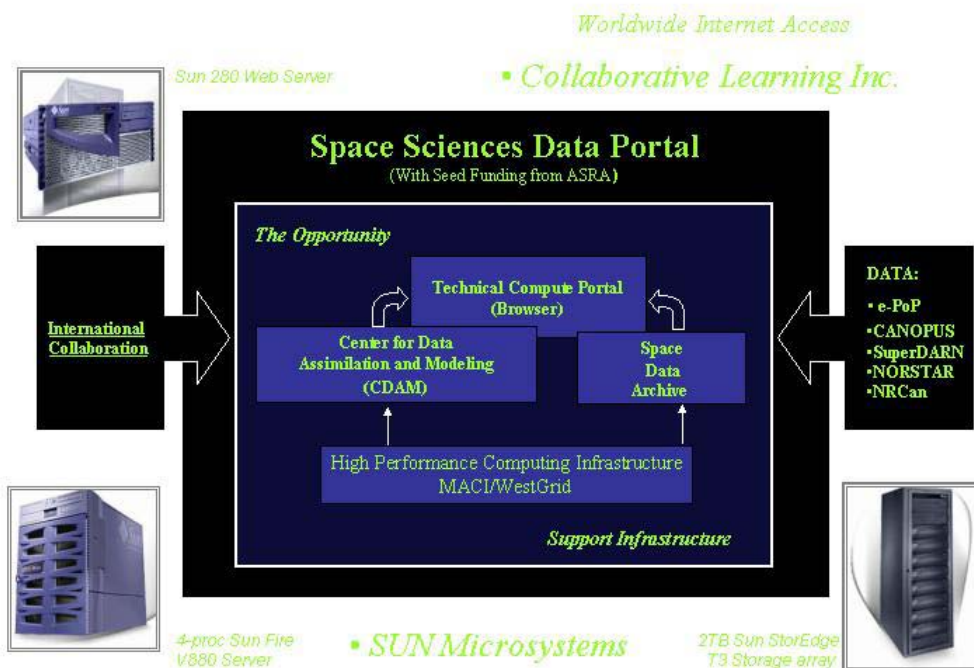 Worldwide Internet Access
Sun 280 Web Server
• Collaborative Learning Inc.
Space Sciences Data Portal
(With Seed Funding from ASRA)
The Opportunity
Technical Compute Portal
(Browser)
International
Collaboration
Center for Data
Assimilation and Modeling
(CDAM)
Space
Data
Archive
DATA:
• e-PoP
•CANOPUS
•SuperDARN
•NORSTAR
•NRCan
High Performance Computing Infrastructure
MACI/WestGrid
Support Infrastructure
4-proc Sun Fire
V880 Server
• SUN Microsystems
2TB Sun StorEdge
T3 Storage array